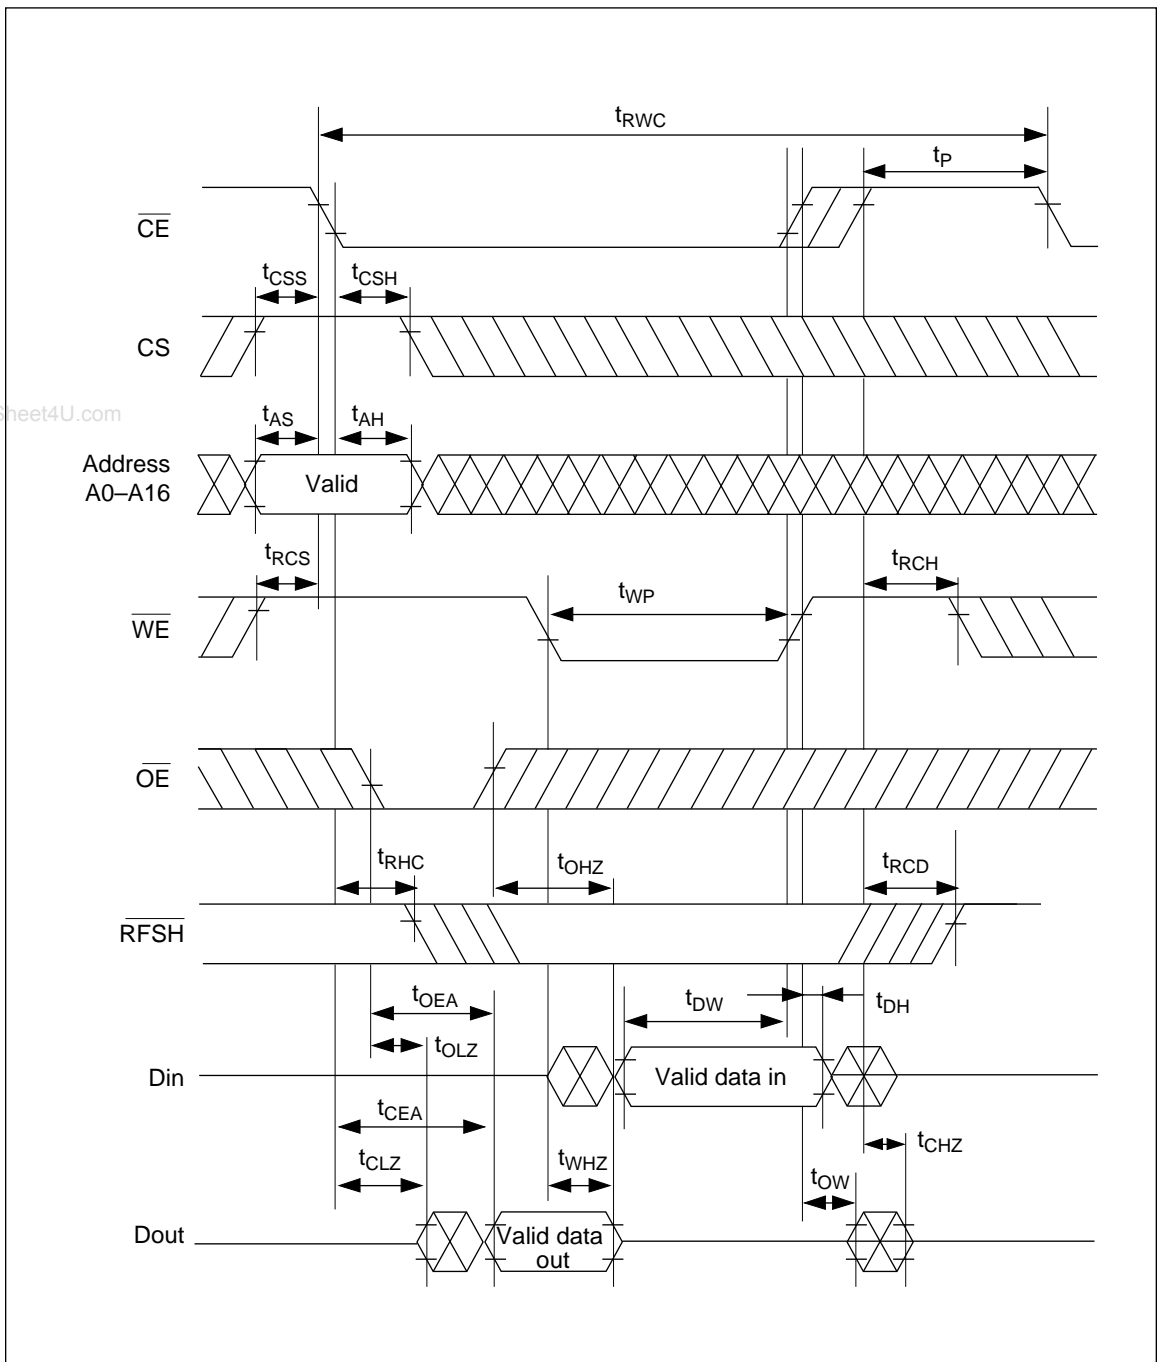 tRWC
tP
CE
tCSS
tCSH
CS
Sheet4U.com
tAS
tAH
Address
A0–A16
Valid
tRCS
tRCH
tWP
WE
OE
tRHC
tOHZ
tRCD
RFSH
tOEA
tDW
tDH
tOLZ
Din
Valid data in
tCEA
tCHZ
tCLZ
tWHZ
tOW
Dout
Valid data
out